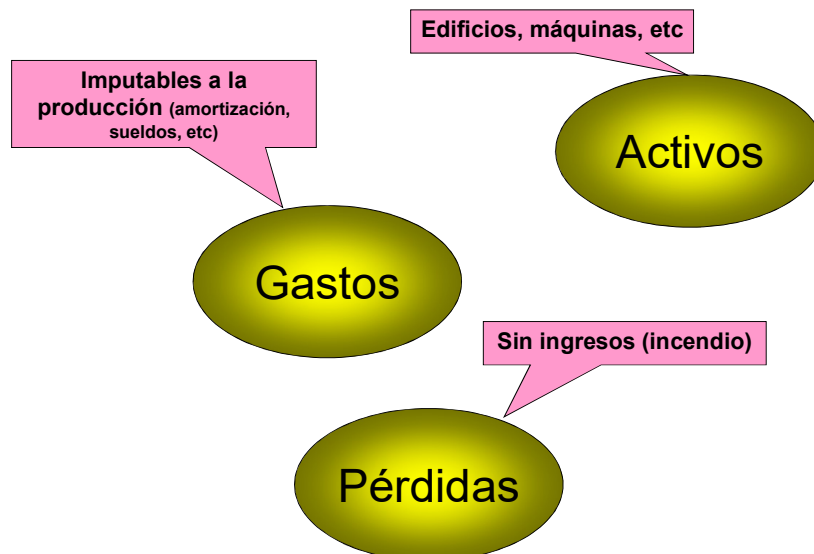 Edificios, máquinas, etc
Imputables a la
producción (amortización,
sueldos, etc)
Activos
Gastos
Sin ingresos (incendio)
Pérdidas